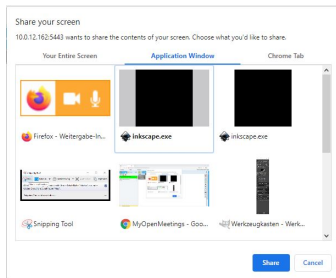 Share your screen
10.0.12.162:5443 wants to share the contents of your screen. Choose what you'd like to share.
Your Entire Screen
Application Window
Chrome Tab
Firefox - Weitergabe-In...
inkscape.exe
inkscape.exe
Snipping Tool
MyOpenMeetings - Goo...
Werkzeugkasten - Werk...
Share
Cancel